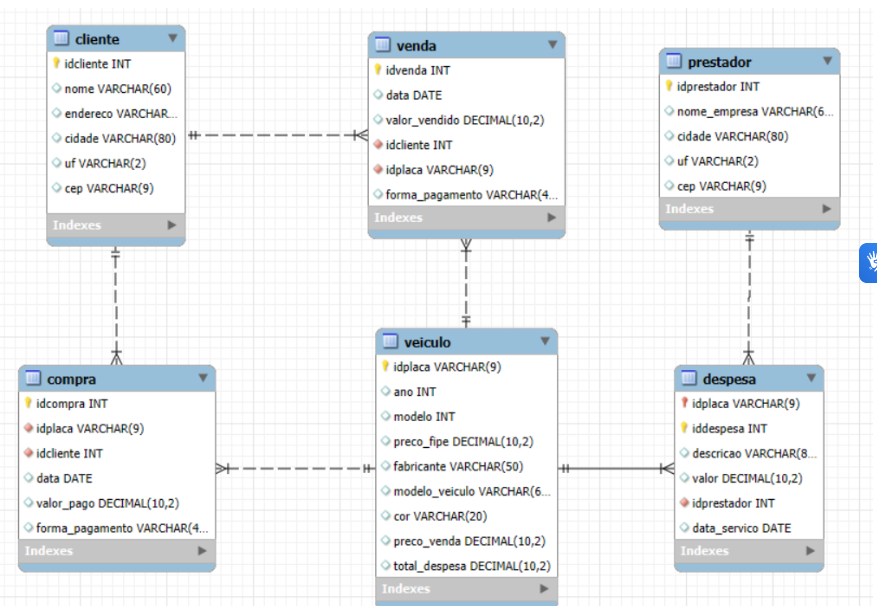 cliente
idcliente INT
nome VARCHAR(60)
endereco VARCHAR...
cidade VARCHAR(80)
uf VARCHAR(2)
cep VARCHAR(9)
Indexes
venda
idvenda INT
data DATE
valor_vendido DECIMAL(10,2)
idcliente INT
idplaca VARCHAR(9)
forma_pagamento VARCHAR(4...
Indexes
prestador
idprestador INT
nome_empresa VARCHAR(6...
cidade VARCHAR(80)
uf VARCHAR(2)
cep VARCHAR(9)
Indexes
compra
idcompra INT
idplaca VARCHAR(9)
idcliente INT
data DATE
valor_pago DECIMAL(10,2)
forma_pagamento VARCHAR(4...
Indexes
veiculo
idplaca VARCHAR(9)
ano INT
modelo INT
preco_fipe DECIMAL(10,2)
fabricante VARCHAR(50)
modelo_veiculo VARCHAR(6...
cor VARCHAR(20)
preco_venda DECIMAL(10,2)
total_despesa DECIMAL(10,2)
Indexes
despesa
idplaca VARCHAR(9)
iddespesa INT
descricao VARCHAR(8...
valor DECIMAL(10,2)
idprestador INT
data_servico DATE
Indexes